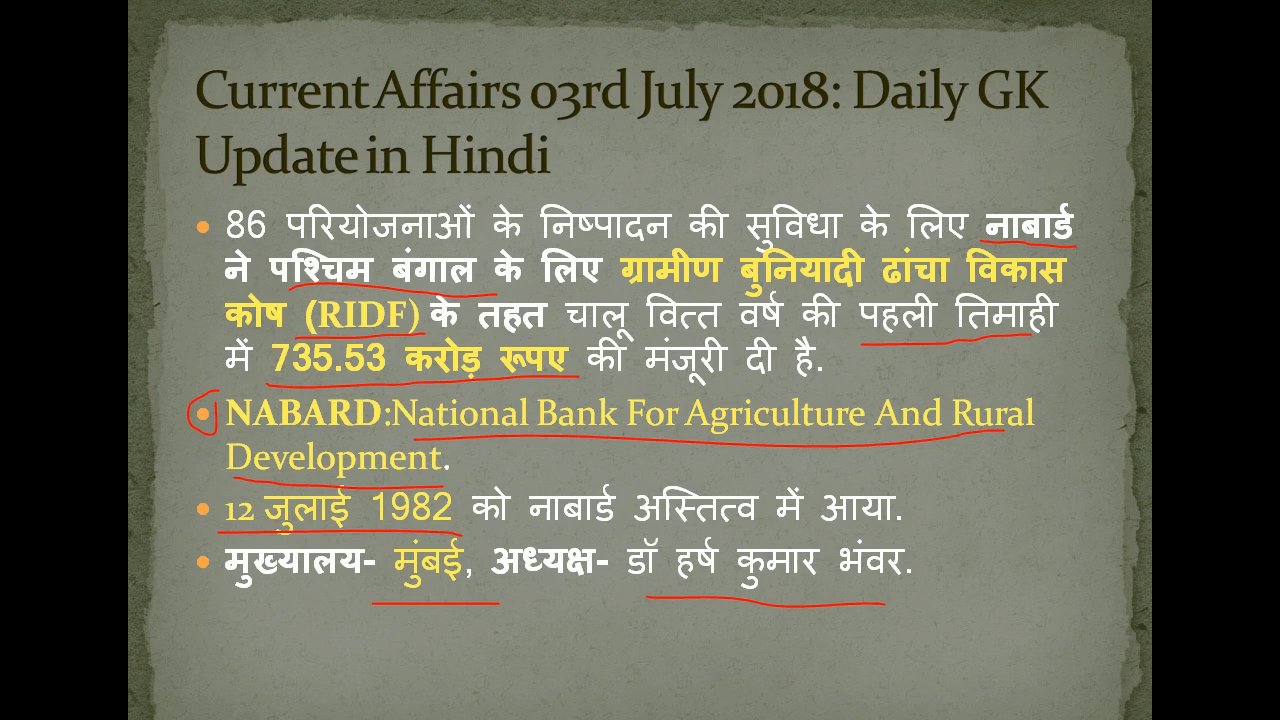 Current Affairs 03rd July 2018: Daily GK
Update in Hindi
• 86 परियोजनाओं के निष्पादन की सुविधा के लिए नाबार्ड
ने पश्चिम बंगाल के लिए ग्रामीण बुनियादी ढांचा विकास
कोष (RIDF) के तहत चालू वित्त वर्ष की पहली तिमाही
में 735.53 करोड़ रूपए की मंजूरी दी है.
• NABARD:National Bank For Agriculture And Rural
Development.
• 12 जुलाई 1982 को नाबार्ड अस्तित्व में आया.
• मुख्यालय- मुंबई, अध्यक्ष- डॉ हर्ष कुमार भंवर.